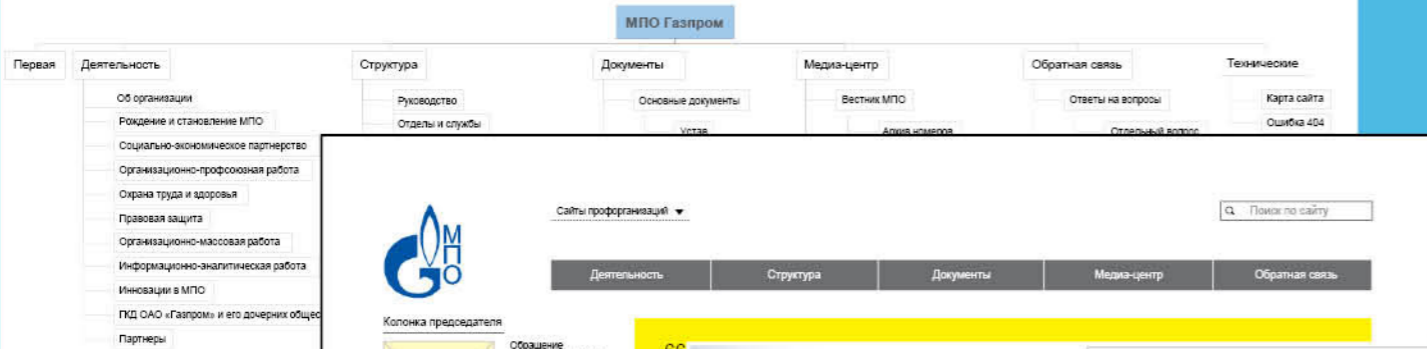 МПО Газпром
Первая Деятельность Структура Документы Медиа-центр Обратная связь Технические
Об организации Руководство Основные документы Вестник МПО Ответы на вопросы Карта сайта
Рождение и становление МПО Отделы и службы Устав Архив номеров Отдельный вопрос Ошибка 404
Социально-экономическое партнерство
Организационно-профсоюзная работа
Охрана труда и здоровья
Правовая защита
Организационно-массовая работа
Информационно-аналитическая работа
Инновации в МПО
ГКД ОАО «Газпром» и его дочерних общес
Партнеры
Сайты профорганизаций
Поиск по сайту
МПО
Деятельность Структура Документы Медиа-центр Обратная связь
Колонка председателя
Обращение